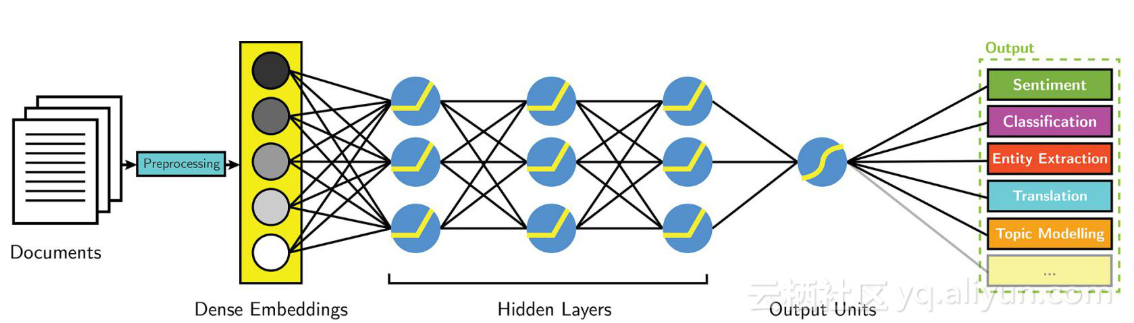 Output
Sentiment
Classification
Preprocessing
Entity Extraction
Translation
Topic Modelling
Documents
...
Dense Embeddings
Hidden Layers
Output Units
云栖社区 yq.aliyun.com